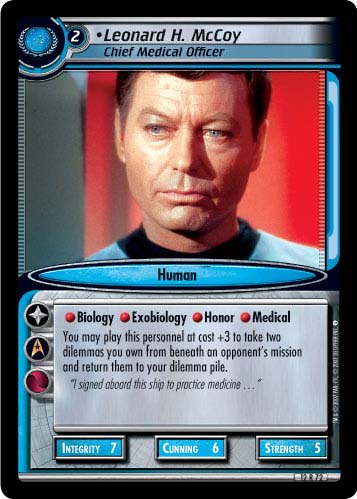 2 •Leonard H. McCoy
Chief Medical Officer
Human
Biology Exobiology Honor Medical
You may play this personnel at cost +3 to take two
dilemmas you own from beneath an opponent's mission
and return them to your dilemma pile.
"I signed aboard this ship to practice medicine …"
INTEGRITY 7 CUNNING 6 STRENGTH 5
12 R 72